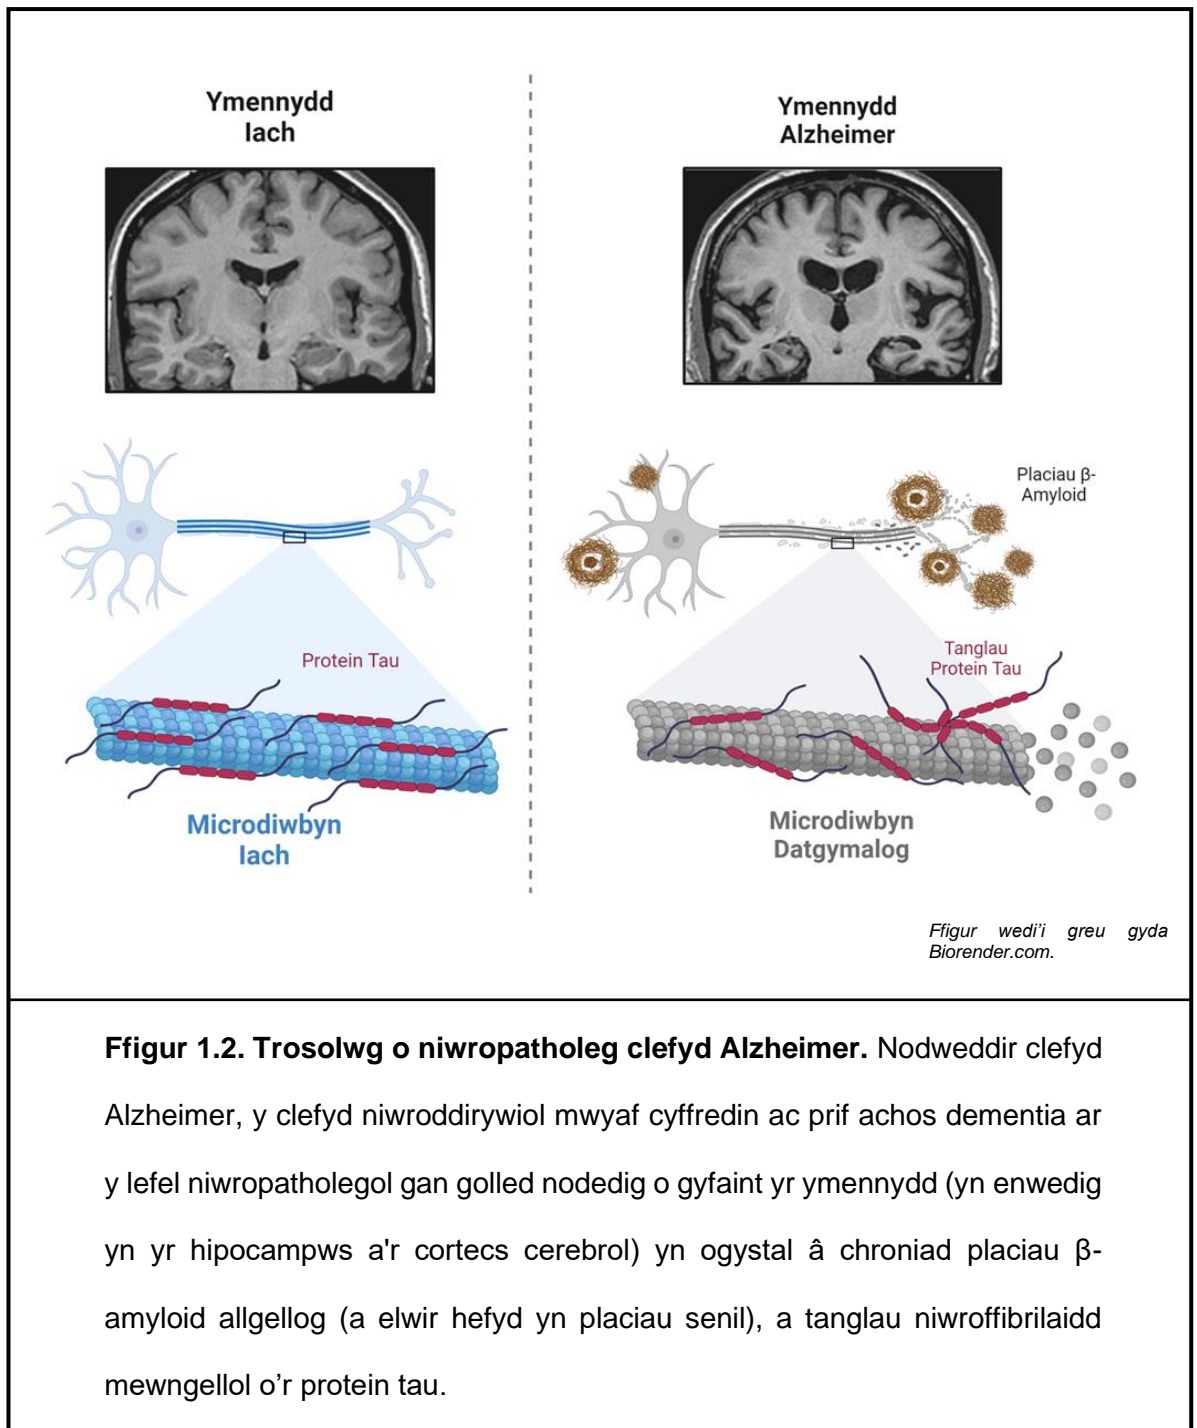 Ymennydd
Iach
Ymennydd
Alzheimer
Placiau β-
Amyloid
Protein Tau
Tanglau
Protein Tau
Microdiwbyn
Iach
Microdiwbyn
Datgymalog
Ffigur wedi’i greu gyda
Biorender.com.
Ffigur 1.2. Trosolwg o niwropatholeg clefyd Alzheimer. Nodweddir clefyd
Alzheimer, y clefyd niwroddirywiol mwyaf cyffredin ac prif achos dementia ar
y lefel niwropatholegol gan golled nodedig o gyfaint yr ymennydd (yn enwedig
yn yr hipocampws a'r cortecs cerebrol) yn ogystal â chroniad placiau β-
amyloid allgellog (a elwir hefyd yn placiau senil), a tanglau niwroffibrilaidd
mewngellol o’r protein tau.